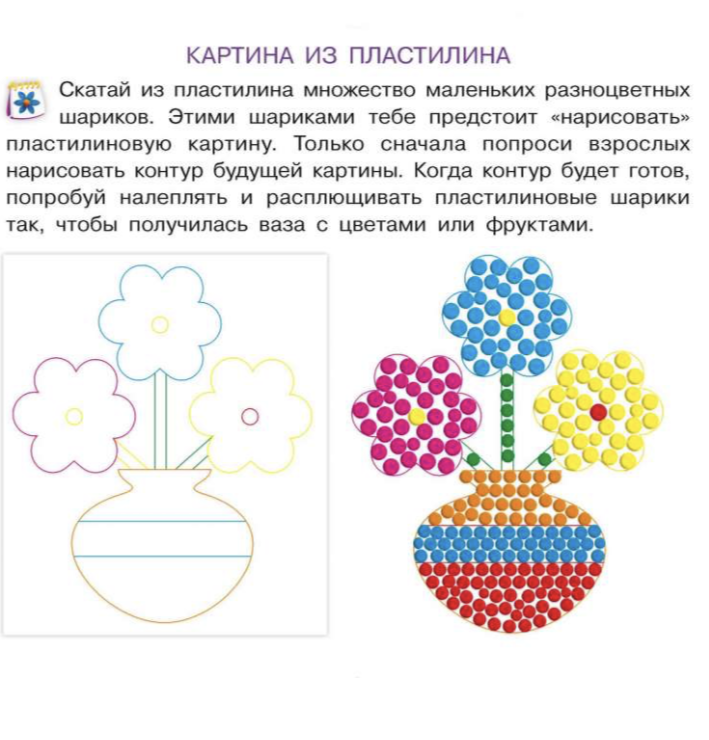 КАРТИНА ИЗ ПЛАСТИЛИНА
Скатай из пластилина множество маленьких разноцветных
шариков. Этими шариками тебе предстоит «нарисовать»
пластилиновую картину. Только сначала попроси взрослых
нарисовать контур будущей картины. Когда контур будет готов,
попробуй налеплять и расплющивать пластилиновые шарики
так, чтобы получилась ваза с цветами или фруктами.